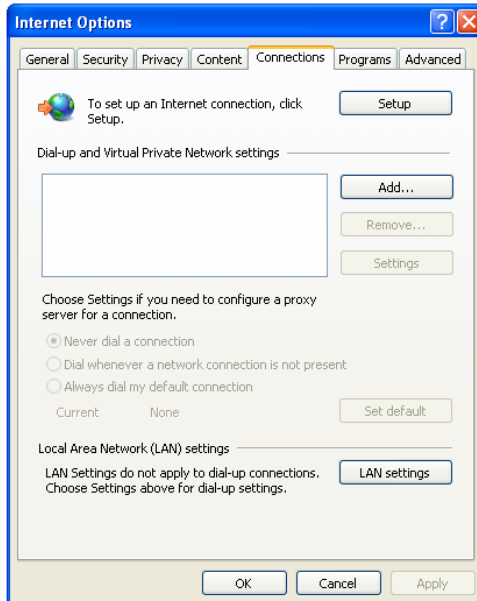 Internet Options
General Security Privacy Content Connections Programs Advanced
To set up an Internet connection, click
Setup.
Setup
Dial-up and Virtual Private Network settings
Add...
Remove...
Settings
Choose Settings if you need to configure a proxy
server for a connection.
Never dial a connection
Dial whenever a network connection is not present
Always dial my default connection
Current None
Set default
Local Area Network (LAN) settings
LAN Settings do not apply to dial-up connections.
Choose Settings above for dial-up settings.
LAN settings
OK Cancel Apply